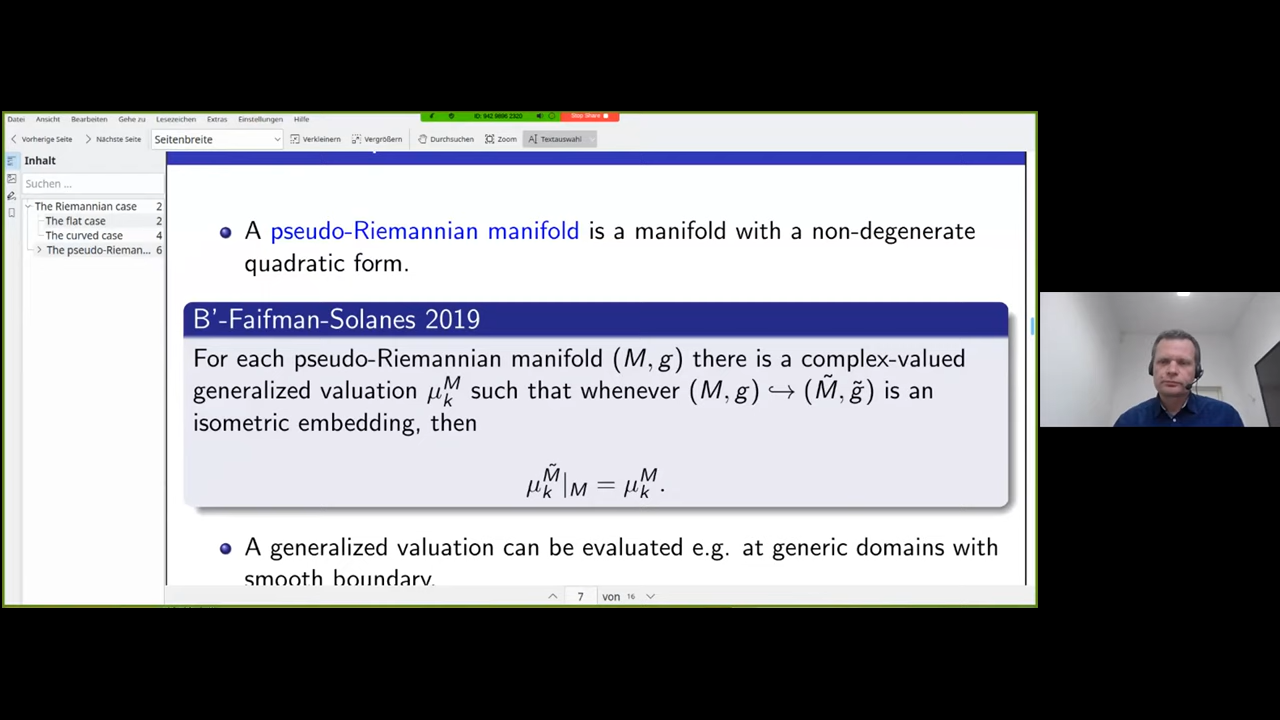 Datei Ansicht Bearbeiten Gehe zu Lesezeichen Extras Einstellungen Hilfe
ID: 942 9896 2320 Stop Share
Vorherige Seite Nächste Seite Seitenbreite Verkleinern Vergrößern Durchsuchen Zoom Textauswahl
Inhalt
Suchen ...
The Riemannian case 2
The flat case 2
The curved case 4
The pseudo-Rieman... 6
A pseudo-Riemannian manifold is a manifold with a non-degenerate
quadratic form.
B'-Faifman-Solanes 2019
For each pseudo-Riemannian manifold (M, g) there is a complex-valued
generalized valuation μ_k^M such that whenever (M, g) ↪ (M̃, g̃) is an
isometric embedding, then
μ_k^M̃|_M = μ_k^M.
A generalized valuation can be evaluated e.g. at generic domains with
smooth boundary.
7 von 16